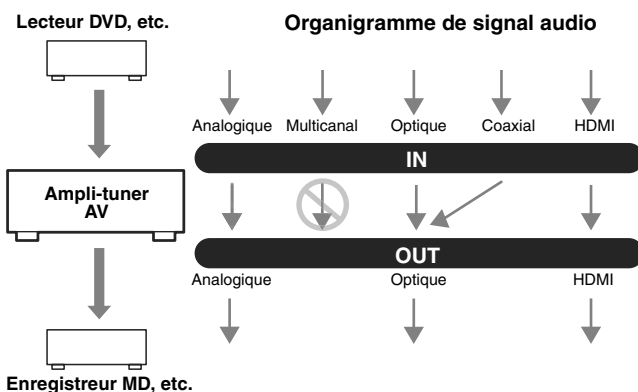 Lecteur DVD, etc.
Organigramme de signal audio
Analogique Multicanal Optique Coaxial HDMI
IN
Ampli-tuner
AV
OUT
Analogique Optique HDMI
Enregistreur MD, etc.